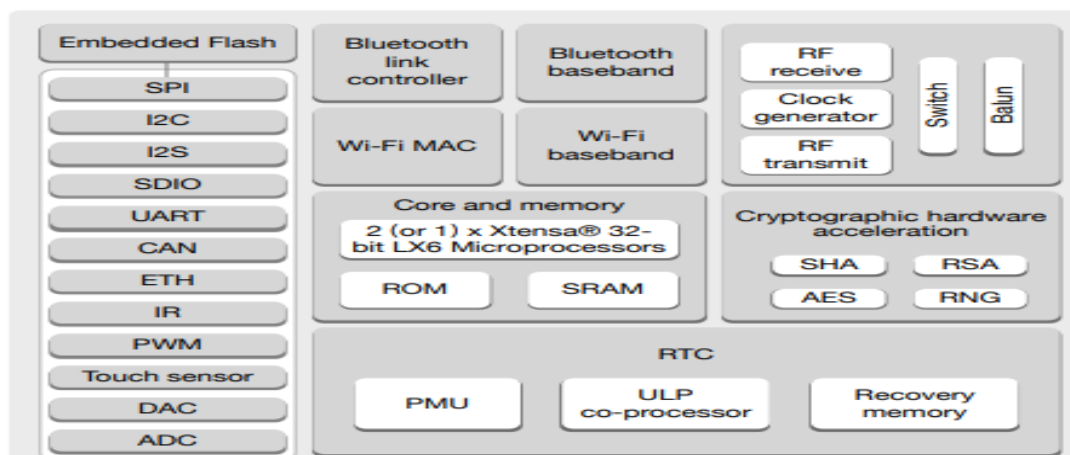 Embedded Flash
SPI
I2C
I2S
SDIO
UART
CAN
ETH
IR
PWM
Touch sensor
DAC
ADC
Bluetooth
link
controller
Bluetooth
baseband
Wi-Fi MAC
Wi-Fi
baseband
RF
receive
Clock
generator
RF
transmit
Switch
Balun
Core and memory
2 (or 1) x Xtensa® 32-
bit LX6 Microprocessors
ROM
SRAM
Cryptographic hardware
acceleration
SHA
RSA
AES
RNG
RTC
PMU
ULP
co-processor
Recovery
memory